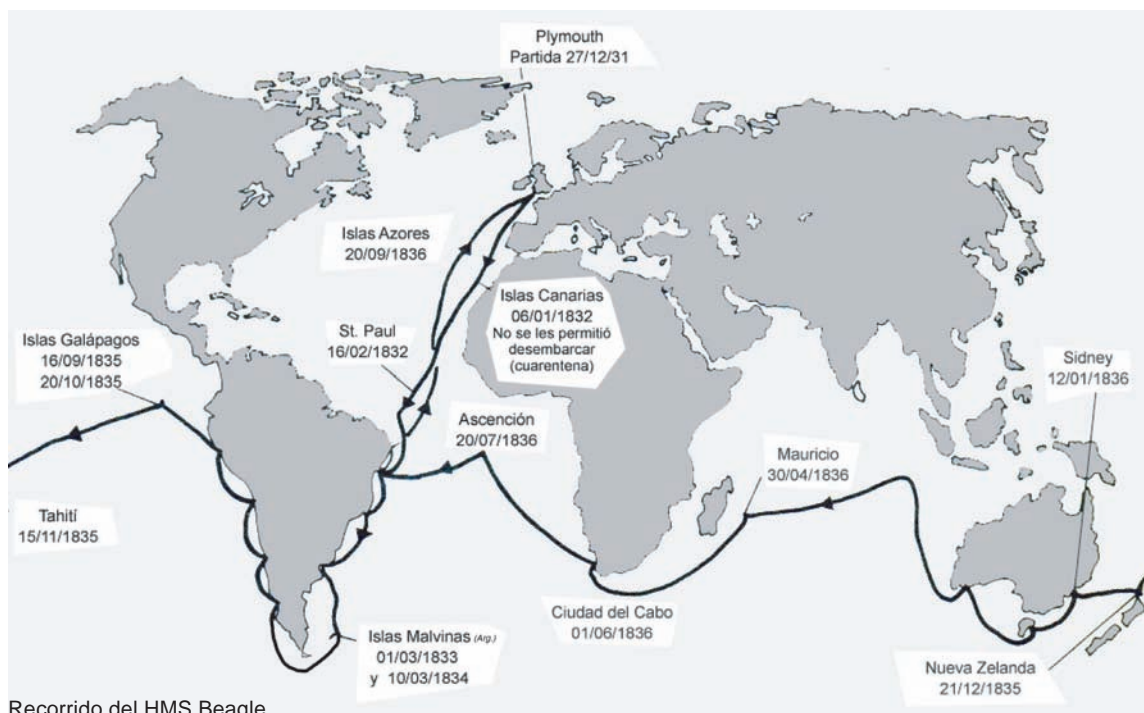 Plymouth
Partida 27/12/31
Islas Azores
20/09/1836
Islas Canarias
06/01/1832
No se les permitió
desembarcar
(cuarentena)
St. Paul
16/02/1832
Islas Galápagos
16/09/1835
20/10/1835
Sidney
12/01/1836
Ascención
20/07/1836
Mauricio
30/04/1836
Tahití
15/11/1835
Ciudad del Cabo
01/06/1836
Islas Malvinas (Arg.)
01/03/1833
y 10/03/1834
Nueva Zelanda
21/12/1835
Recorrido del HMS Beagle